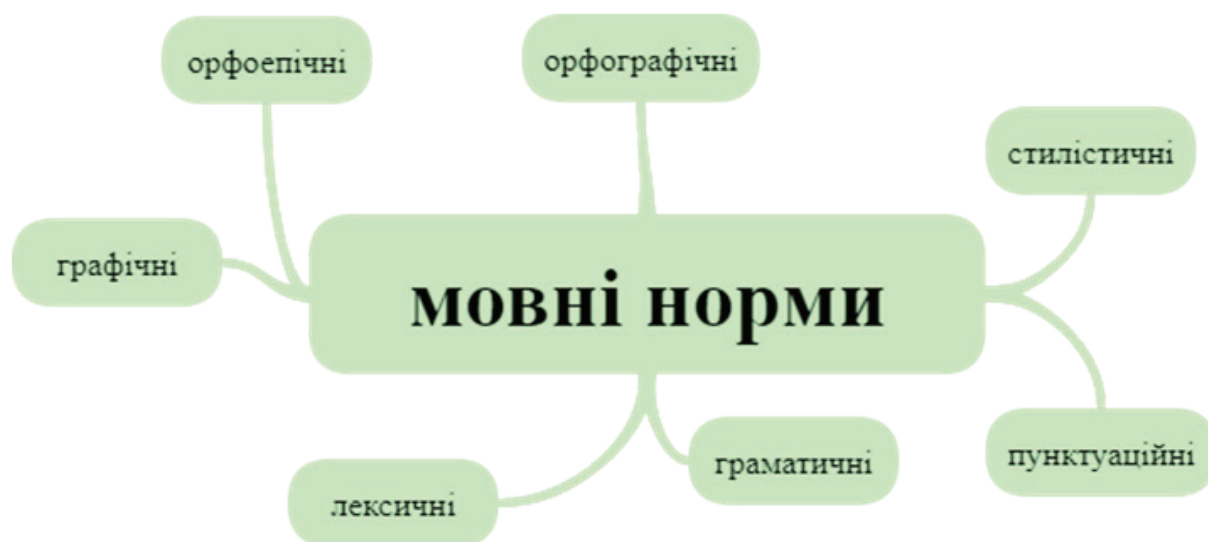 орфоепічні
орфографічні
стилістичні
графічні
мовні норми
граматичні
пунктуаційні
лексичні